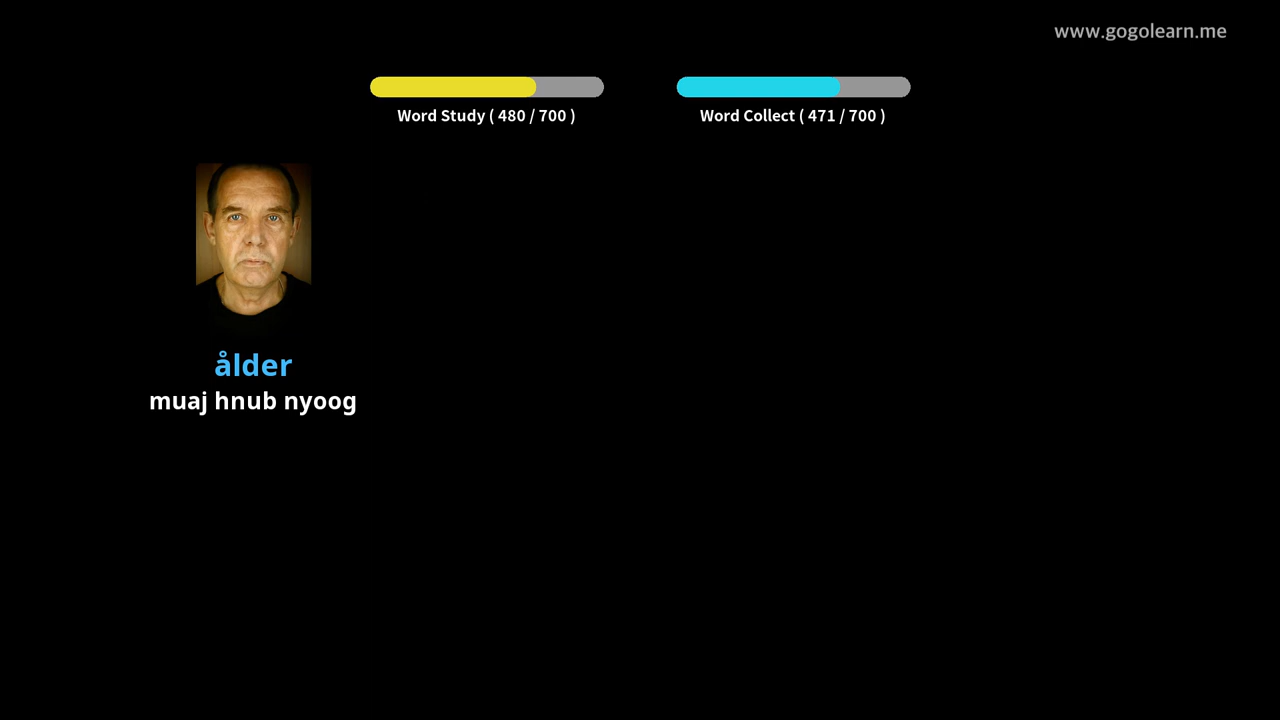 www.gogolearn.me
Word Study ( 480 / 700 )
Word Collect ( 471 / 700 )
ålder
muaj hnub nyoog